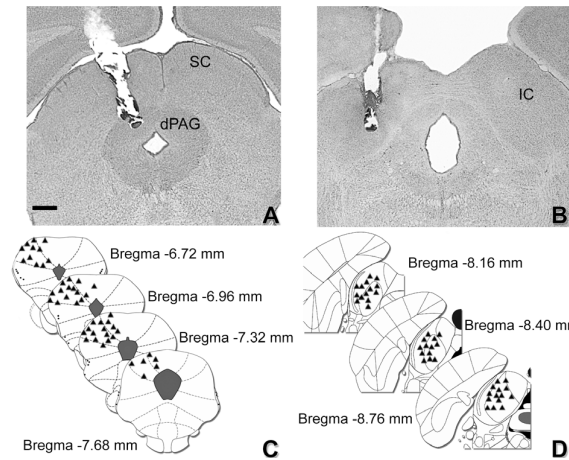 SC
dPAG
A
IC
B
Bregma -6.72 mm
Bregma -6.96 mm
Bregma -7.32 mm
Bregma -7.68 mm
C
Bregma -8.16 mm
Bregma -8.40 m
Bregma -8.76 mm
D